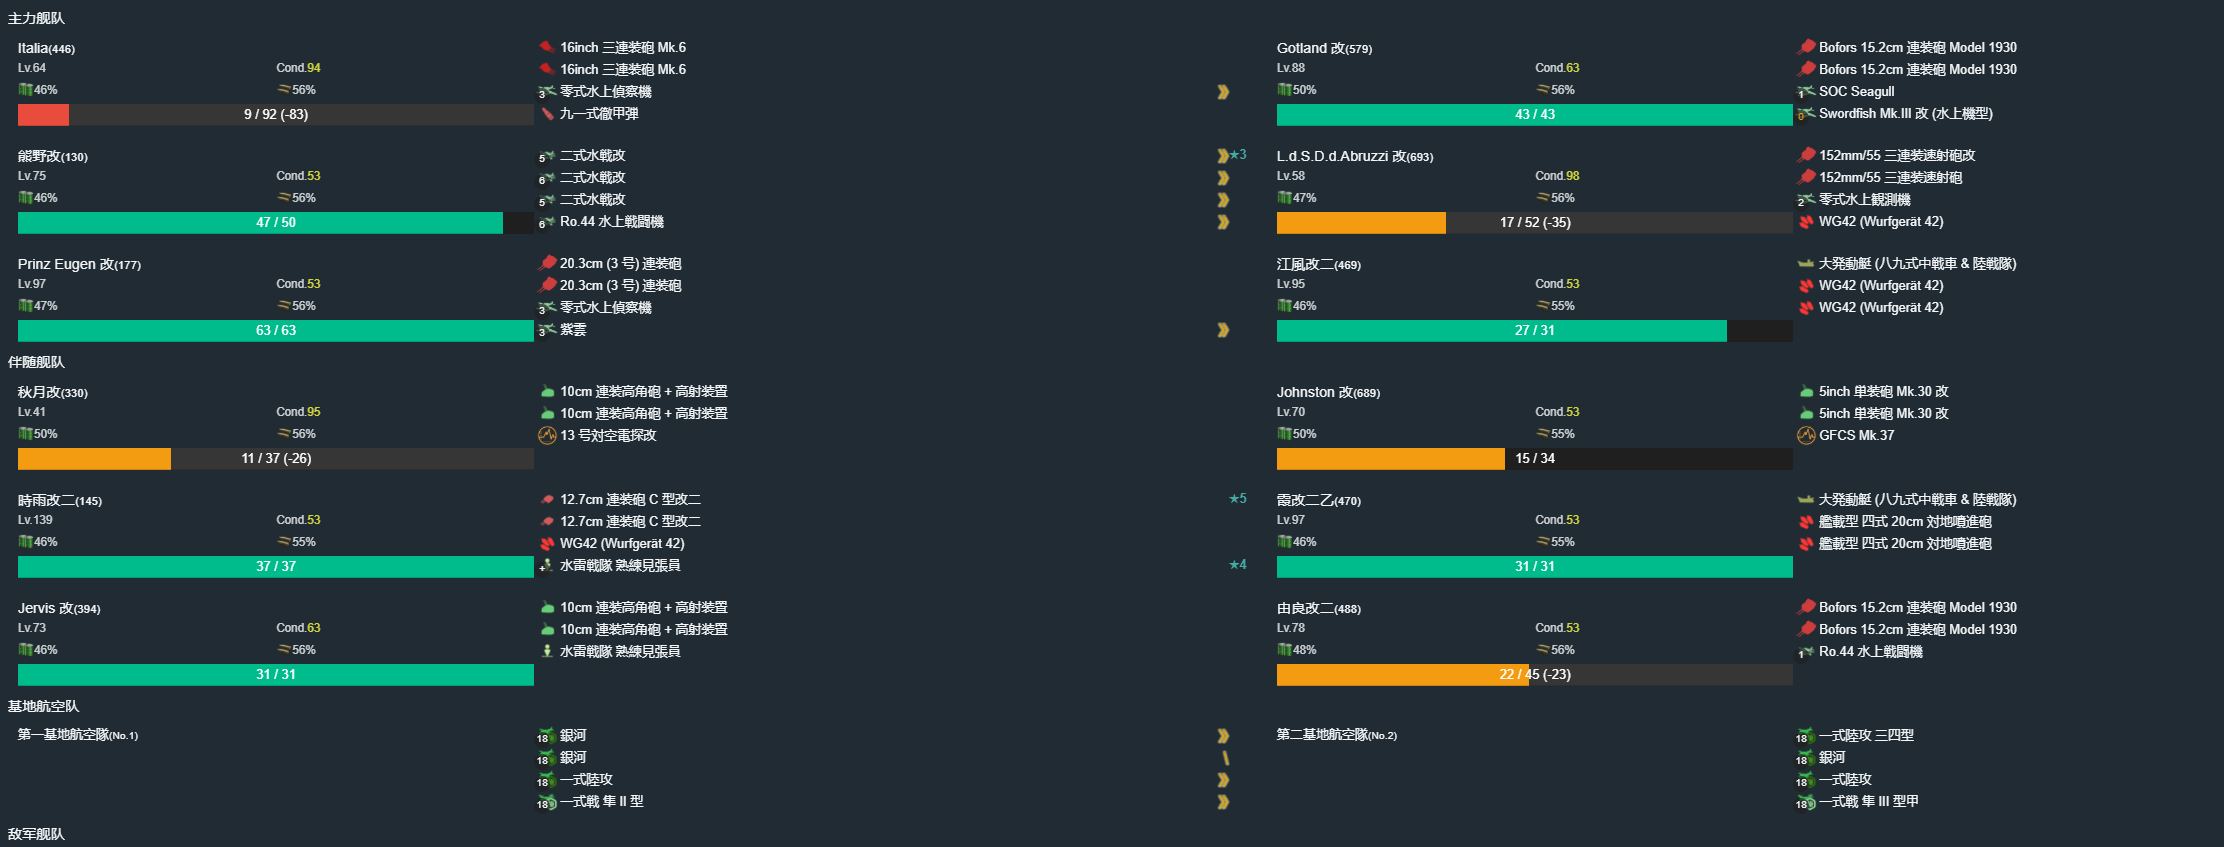 主力舰队
Italia(446)
Lv.64 Cond.94
46% 56%
9 / 92 (-83)
16inch 三連装砲 Mk.6
16inch 三連装砲 Mk.6
3 零式水上偵察機
九一式徹甲弾
Gotland 改(579)
Lv.88 Cond.63
50% 56%
43 / 43
Bofors 15.2cm 連装砲 Model 1930
Bofors 15.2cm 連装砲 Model 1930
1 SOC Seagull
0 Swordfish Mk.III 改 (水上機型)
熊野改(130)
Lv.75 Cond.53
46% 56%
47 / 50
5 二式水戦改 ★3
6 二式水戦改
5 二式水戦改
6 Ro.44 水上戦闘機
L.d.S.D.d.Abruzzi 改(693)
Lv.58 Cond.98
47% 56%
17 / 52 (-35)
152mm/55 三連装速射砲改
152mm/55 三連装速射砲
2 零式水上観測機
WG42 (Wurfgerät 42)
Prinz Eugen 改(177)
Lv.97 Cond.53
47% 56%
63 / 63
20.3cm (3 号) 連装砲
20.3cm (3 号) 連装砲
3 零式水上偵察機
3 紫雲
江風改二(469)
Lv.95 Cond.53
46% 55%
27 / 31
大発動艇 (八九式中戦車 & 陸戦隊)
WG42 (Wurfgerät 42)
WG42 (Wurfgerät 42)
伴随舰队
秋月改(330)
Lv.41 Cond.95
50% 56%
11 / 37 (-26)
10cm 連装高角砲 + 高射装置
10cm 連装高角砲 + 高射装置
13 号対空電探改
Johnston 改(689)
Lv.70 Cond.53
50% 55%
15 / 34
5inch 単装砲 Mk.30 改
5inch 単装砲 Mk.30 改
GFCS Mk.37
時雨改二(145)
Lv.139 Cond.53
46% 55%
37 / 37
12.7cm 連装砲 C 型改二 ★5
12.7cm 連装砲 C 型改二
WG42 (Wurfgerät 42)
+ 水雷戦隊 熟練見張員 ★4
霞改二乙(470)
Lv.97 Cond.53
46% 55%
31 / 31
大発動艇 (八九式中戦車 & 陸戦隊)
艦載型 四式 20cm 対地噴進砲
艦載型 四式 20cm 対地噴進砲
Jervis 改(394)
Lv.73 Cond.63
46% 56%
31 / 31
10cm 連装高角砲 + 高射装置
10cm 連装高角砲 + 高射装置
水雷戦隊 熟練見張員
由良改二(488)
Lv.78 Cond.53
48% 56%
22 / 45 (-23)
Bofors 15.2cm 連装砲 Model 1930
Bofors 15.2cm 連装砲 Model 1930
1 Ro.44 水上戦闘機
基地航空队
第一基地航空隊(No.1)
18 銀河
18 銀河
18 一式陸攻
18 一式戦 隼 II 型
第二基地航空隊(No.2)
18 一式陸攻 三四型
18 銀河
18 一式陸攻
18 一式戦 隼 III 型甲
敌军舰队